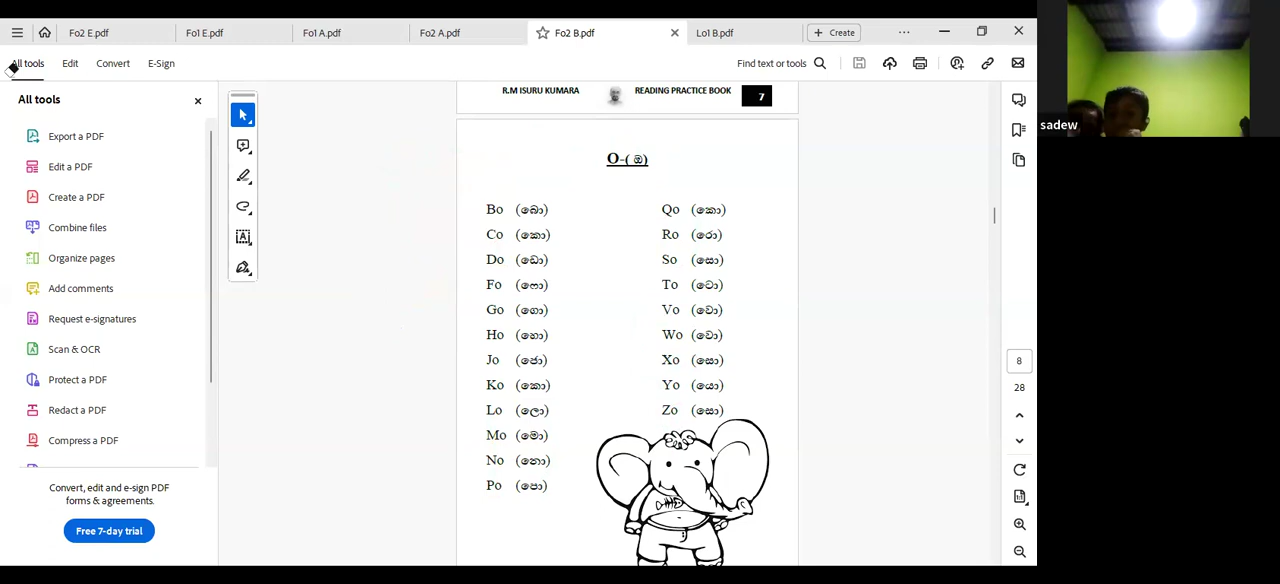 Fo2 E.pdf Fo1 E.pdf Fo1 A.pdf Fo2 A.pdf Fo2 B.pdf Lo1 B.pdf + Create
All tools Edit Convert E-Sign Find text or tools
All tools
Export a PDF
Edit a PDF
Create a PDF
Combine files
Organize pages
Add comments
Request e-signatures
Scan & OCR
Protect a PDF
Redact a PDF
Compress a PDF
Convert, edit and e-sign PDF
forms & agreements.
Free 7-day trial
R.M ISURU KUMARA READING PRACTICE BOOK 7
O-( ඔ)
Bo (බො)
Co (කො)
Do (ඩො)
Fo (ෆො)
Go (ගො)
Ho (හො)
Jo (ජො)
Ko (කො)
Lo (ලො)
Mo (මො)
No (නො)
Po (පො)
Qo (කො)
Ro (රො)
So (සො)
To (ටො)
Vo (වො)
Wo (වො)
Xo (සො)
Yo (යො)
Zo (සො)
8
28
sadew